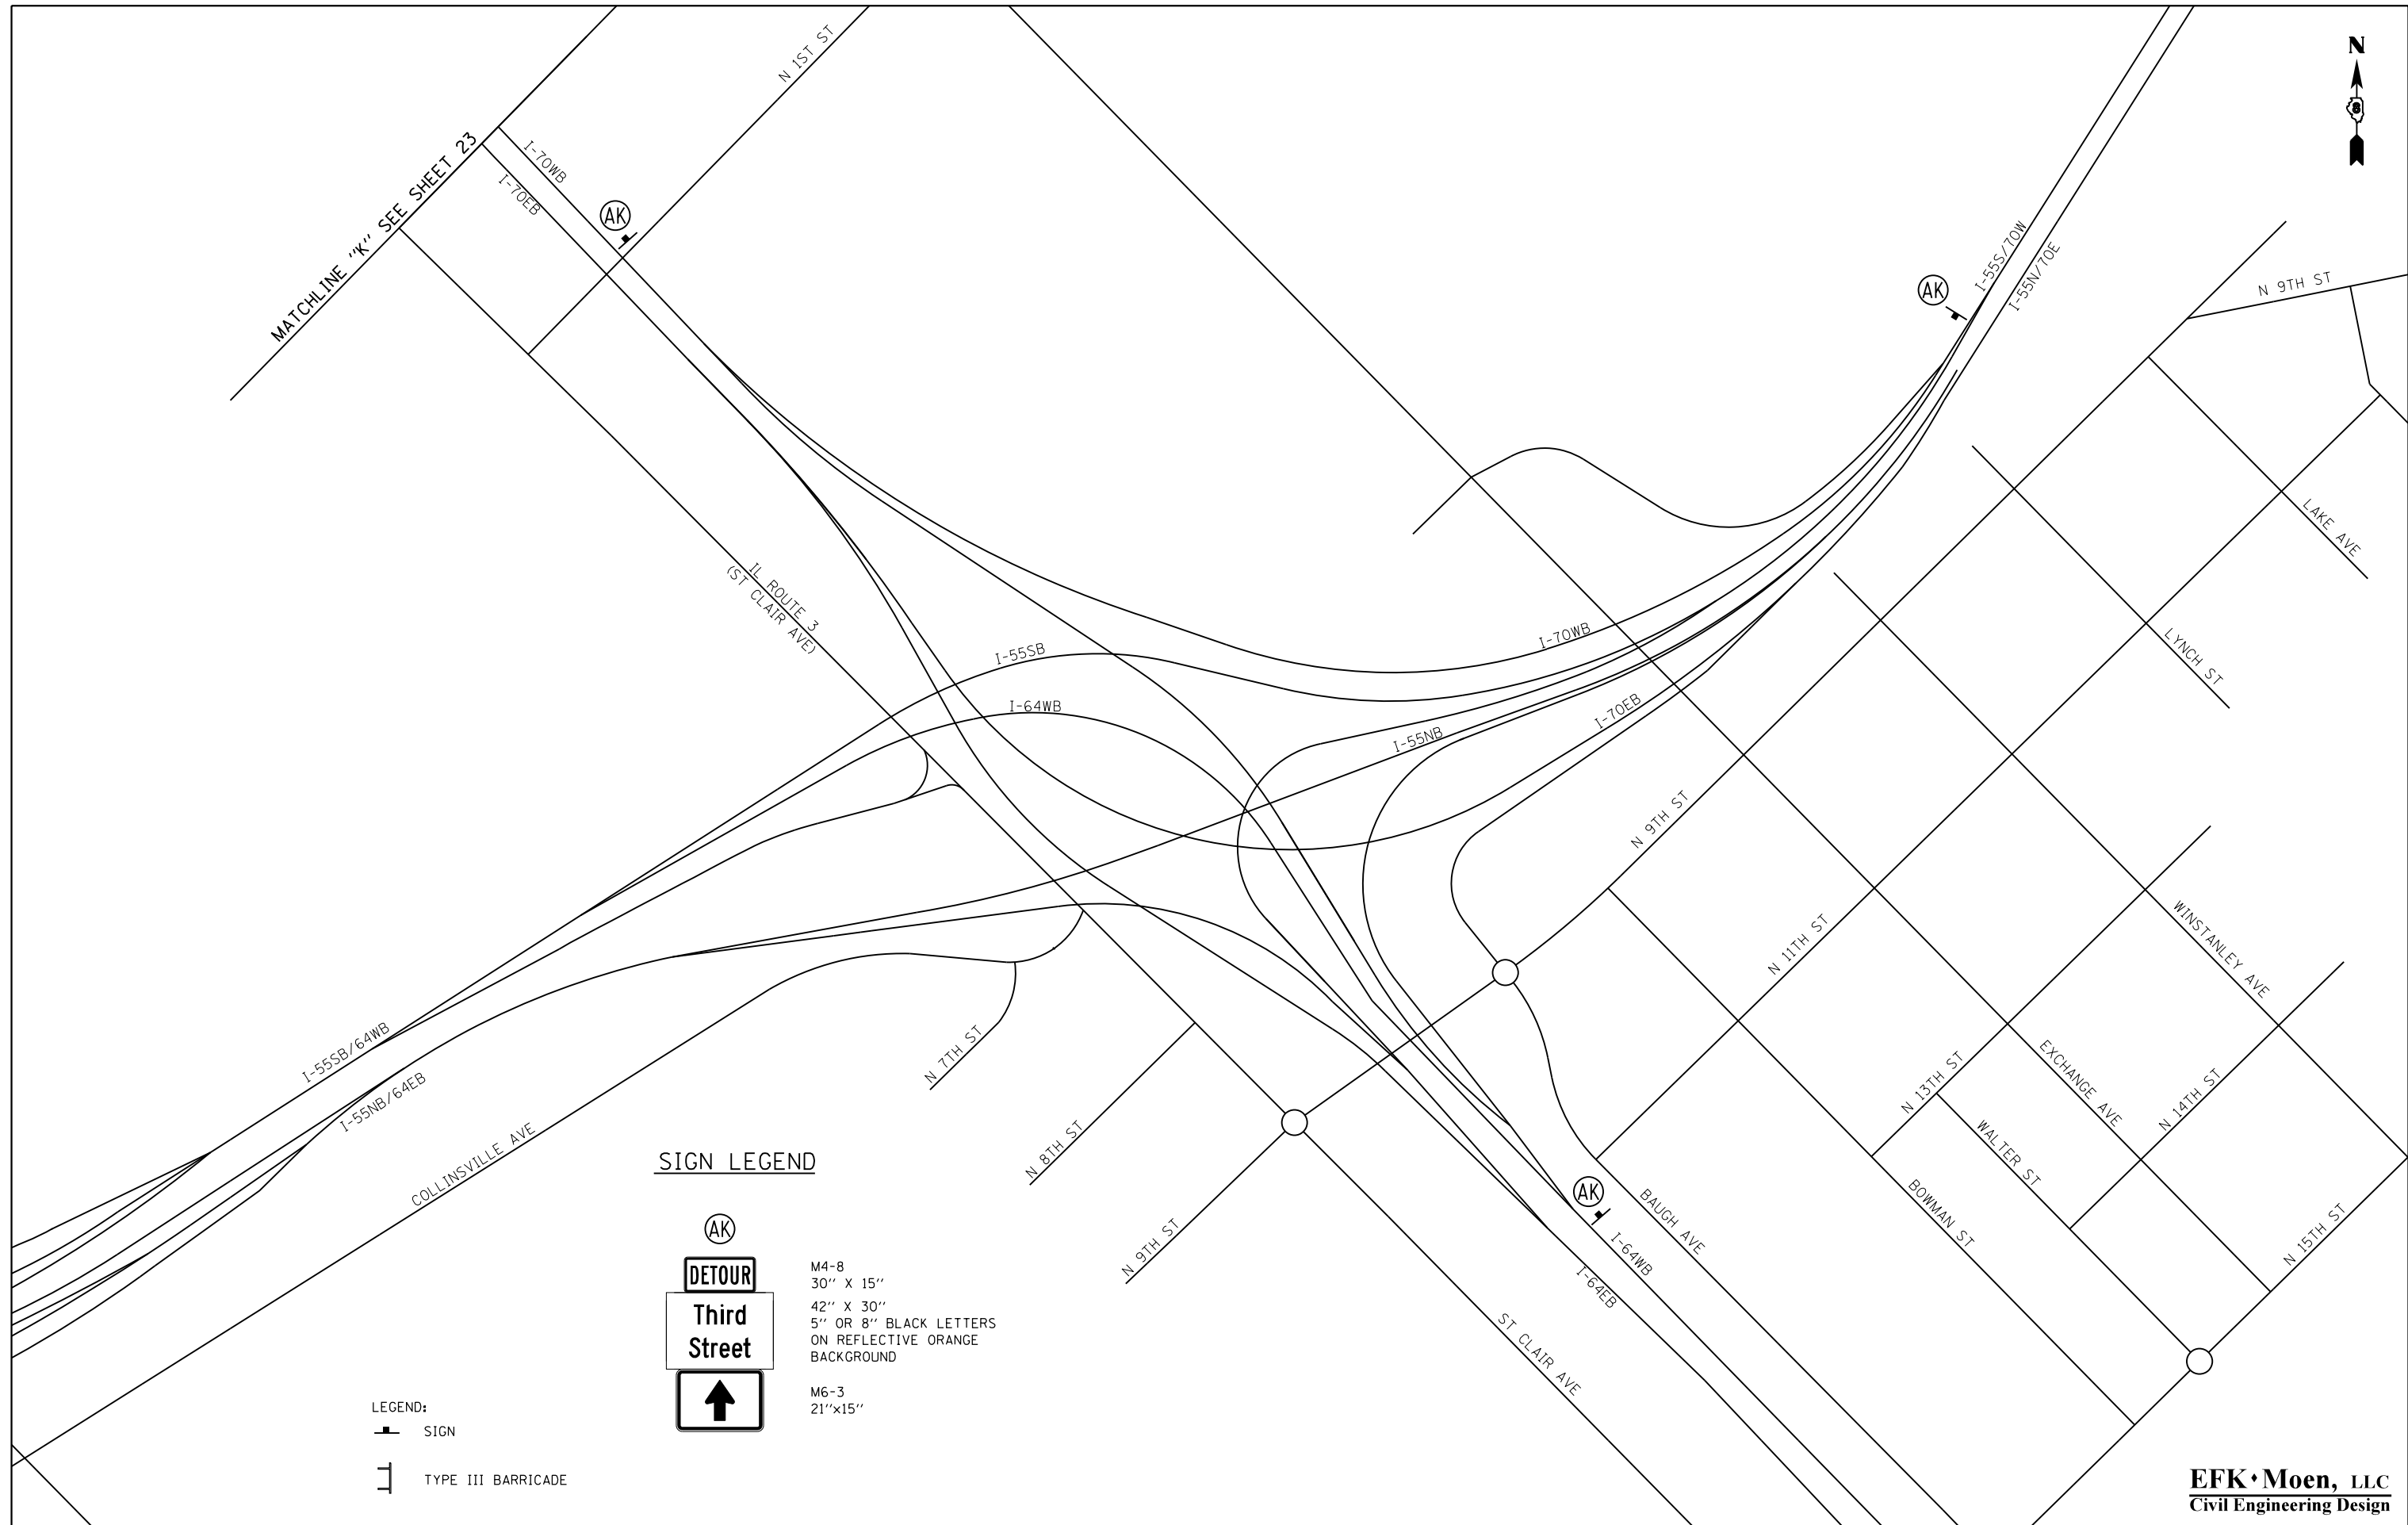 N 1ST ST
N
8
MATCHLINE "K" SEE SHEET 23
I-70WB
I-70EB
AK
AK
I-55S/70W
I-55N/70E
N 9TH ST
LAKE AVE
IL ROUTE 3
(ST CLAIR AVE)
I-55SB
I-70WB
LYNCH ST
I-64WB
I-70EB
I-55NB
N 9TH ST
N 11TH ST
WINSTANLEY AVE
I-55SB/64WB
I-55NB/64EB
N 7TH ST
N 13TH ST
EXCHANGE AVE
N 14TH ST
COLLINSVILLE AVE
N 8TH ST
WALTER ST
SIGN LEGEND
AK
BAUGH AVE
BOWMAN ST
AK
N 9TH ST
I-64WB
I-64EB
N 15TH ST
DETOUR
M4-8
30" X 15"
Third
Street
42" X 30"
5" OR 8" BLACK LETTERS
ON REFLECTIVE ORANGE
BACKGROUND
ST CLAIR AVE
M6-3
21"x15"
LEGEND:
SIGN
TYPE III BARRICADE
EFK♦Moen, LLC
Civil Engineering Design